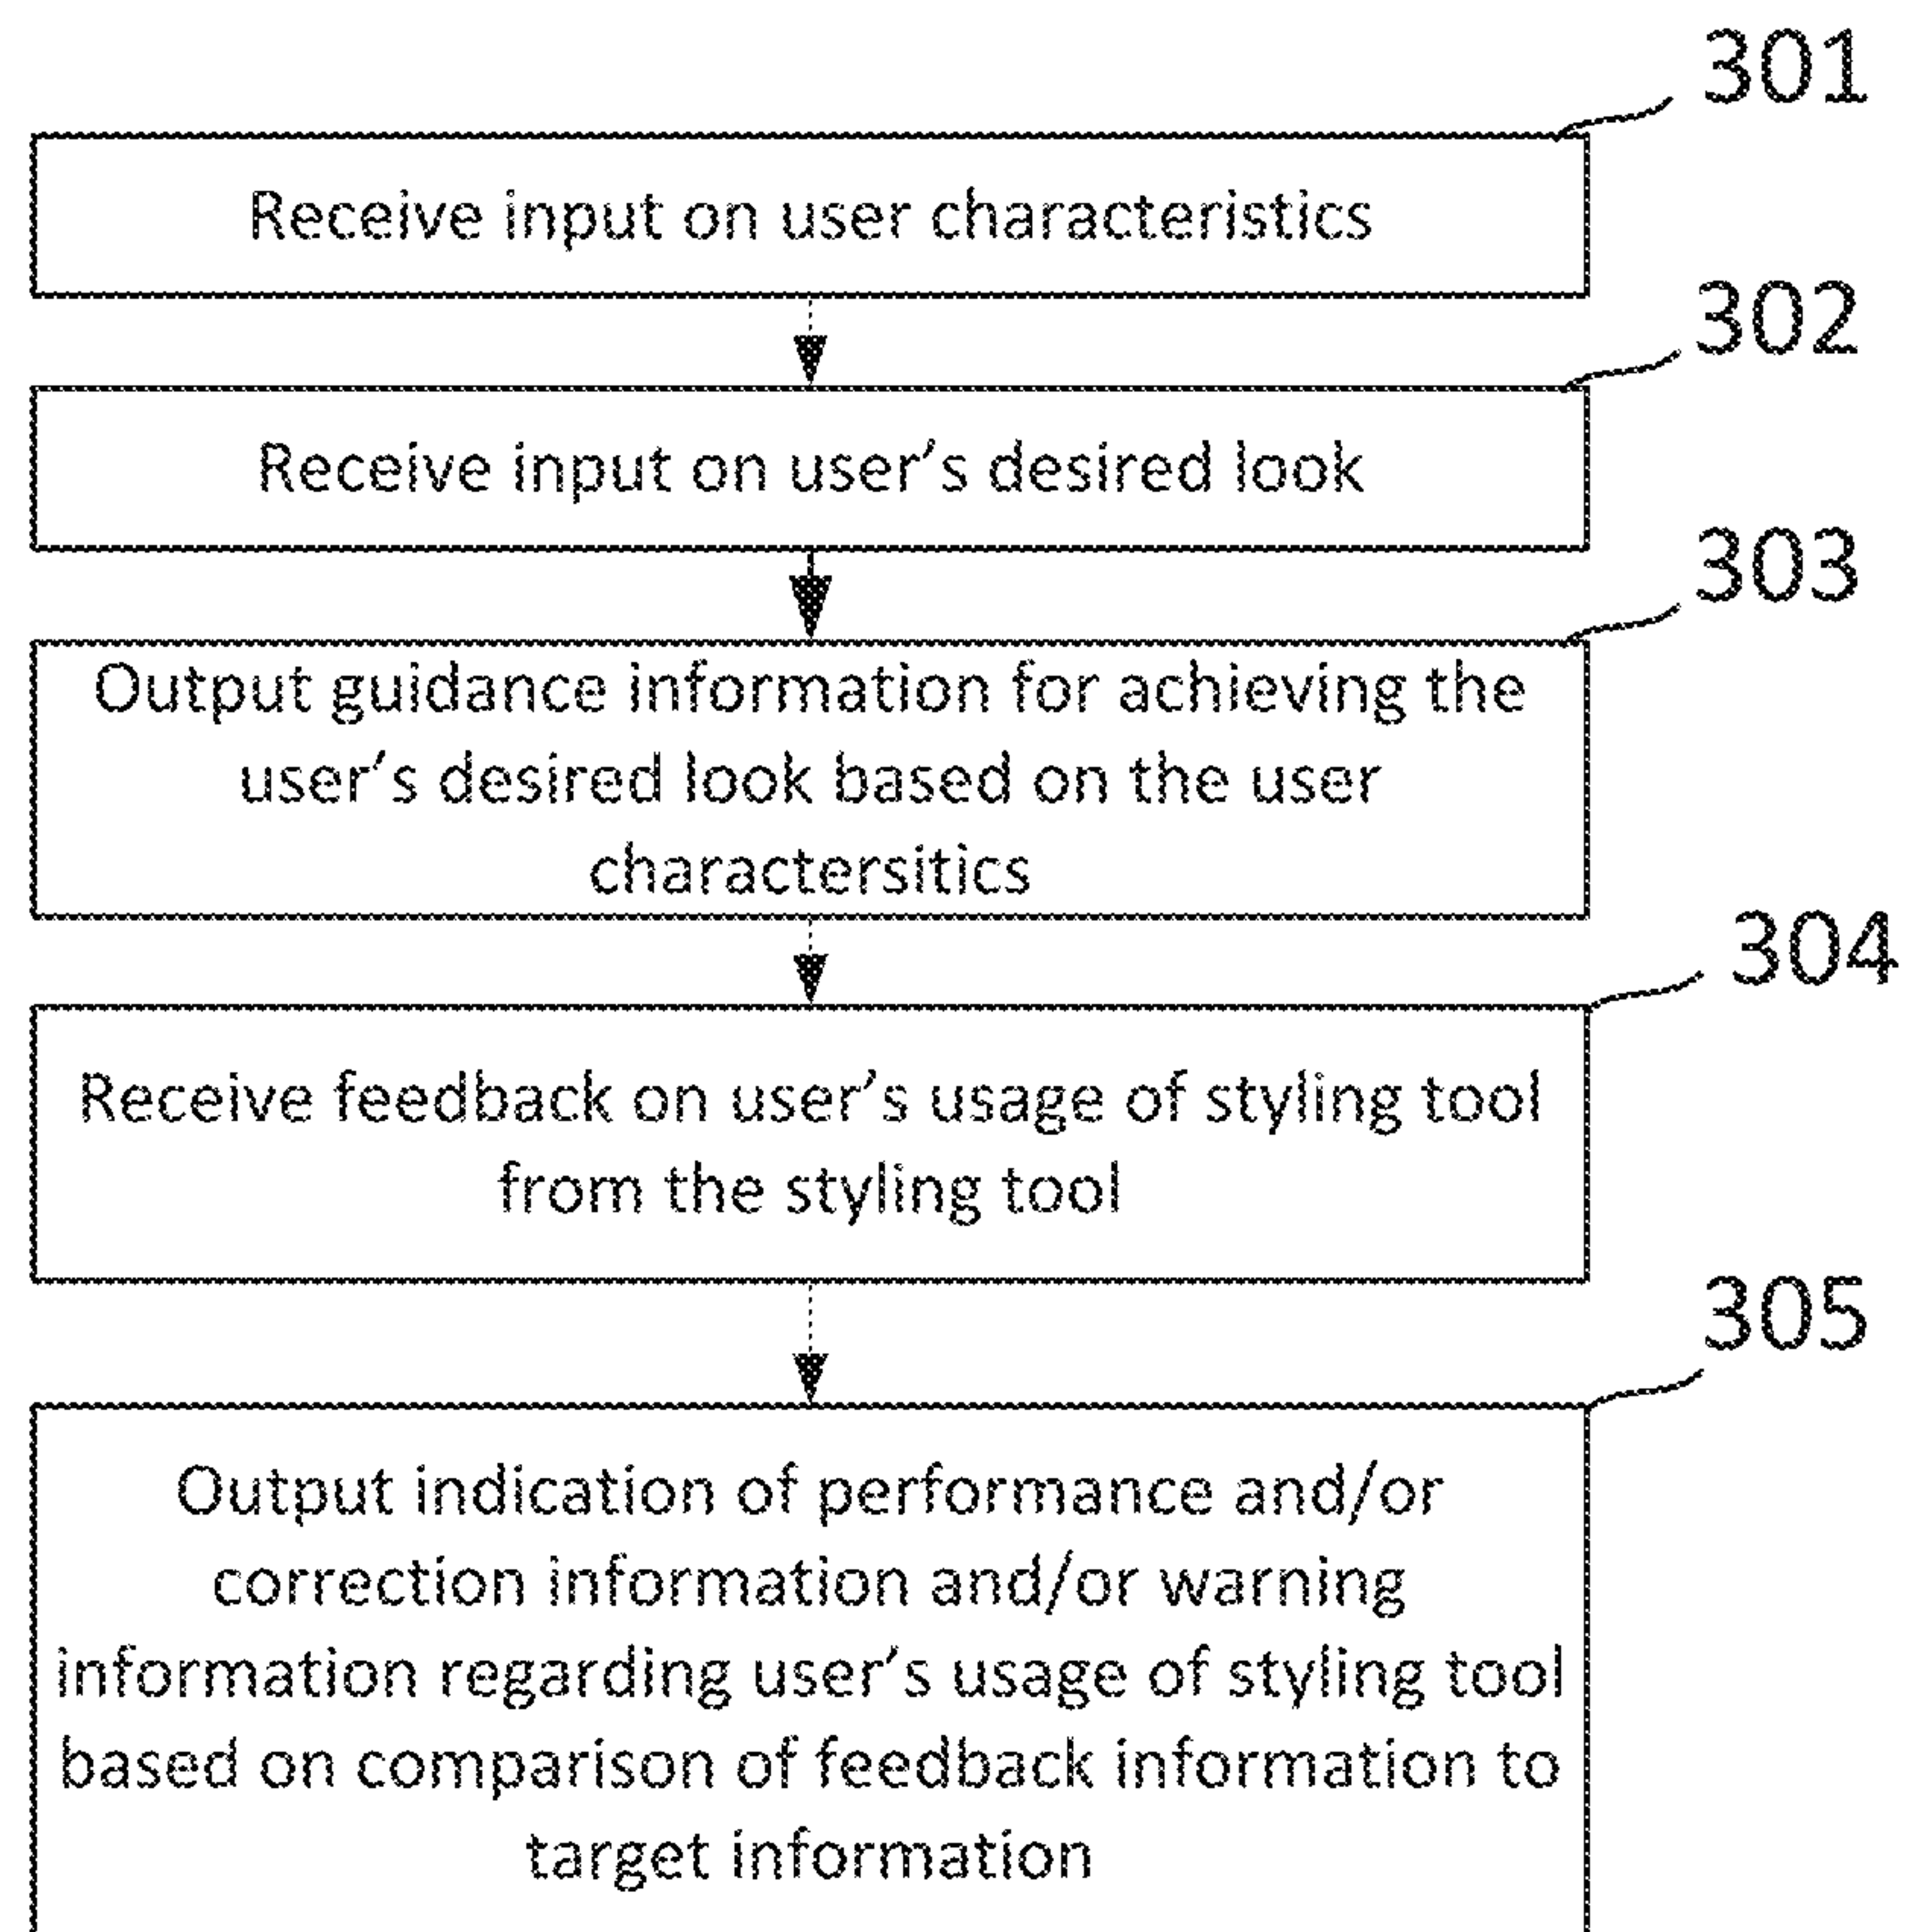 301
Receive input on user characteristics
302
Receive input on user’s desired look
303
Output guidance information for achieving the
user’s desired look based on the user
charactersitics
304
Receive feedback on user’s usage of styling tool
from the styling tool
305
Output indication of performance and/or
correction information and/or warning
information regarding user’s usage of styling tool
based on comparison of feedback information to
target information